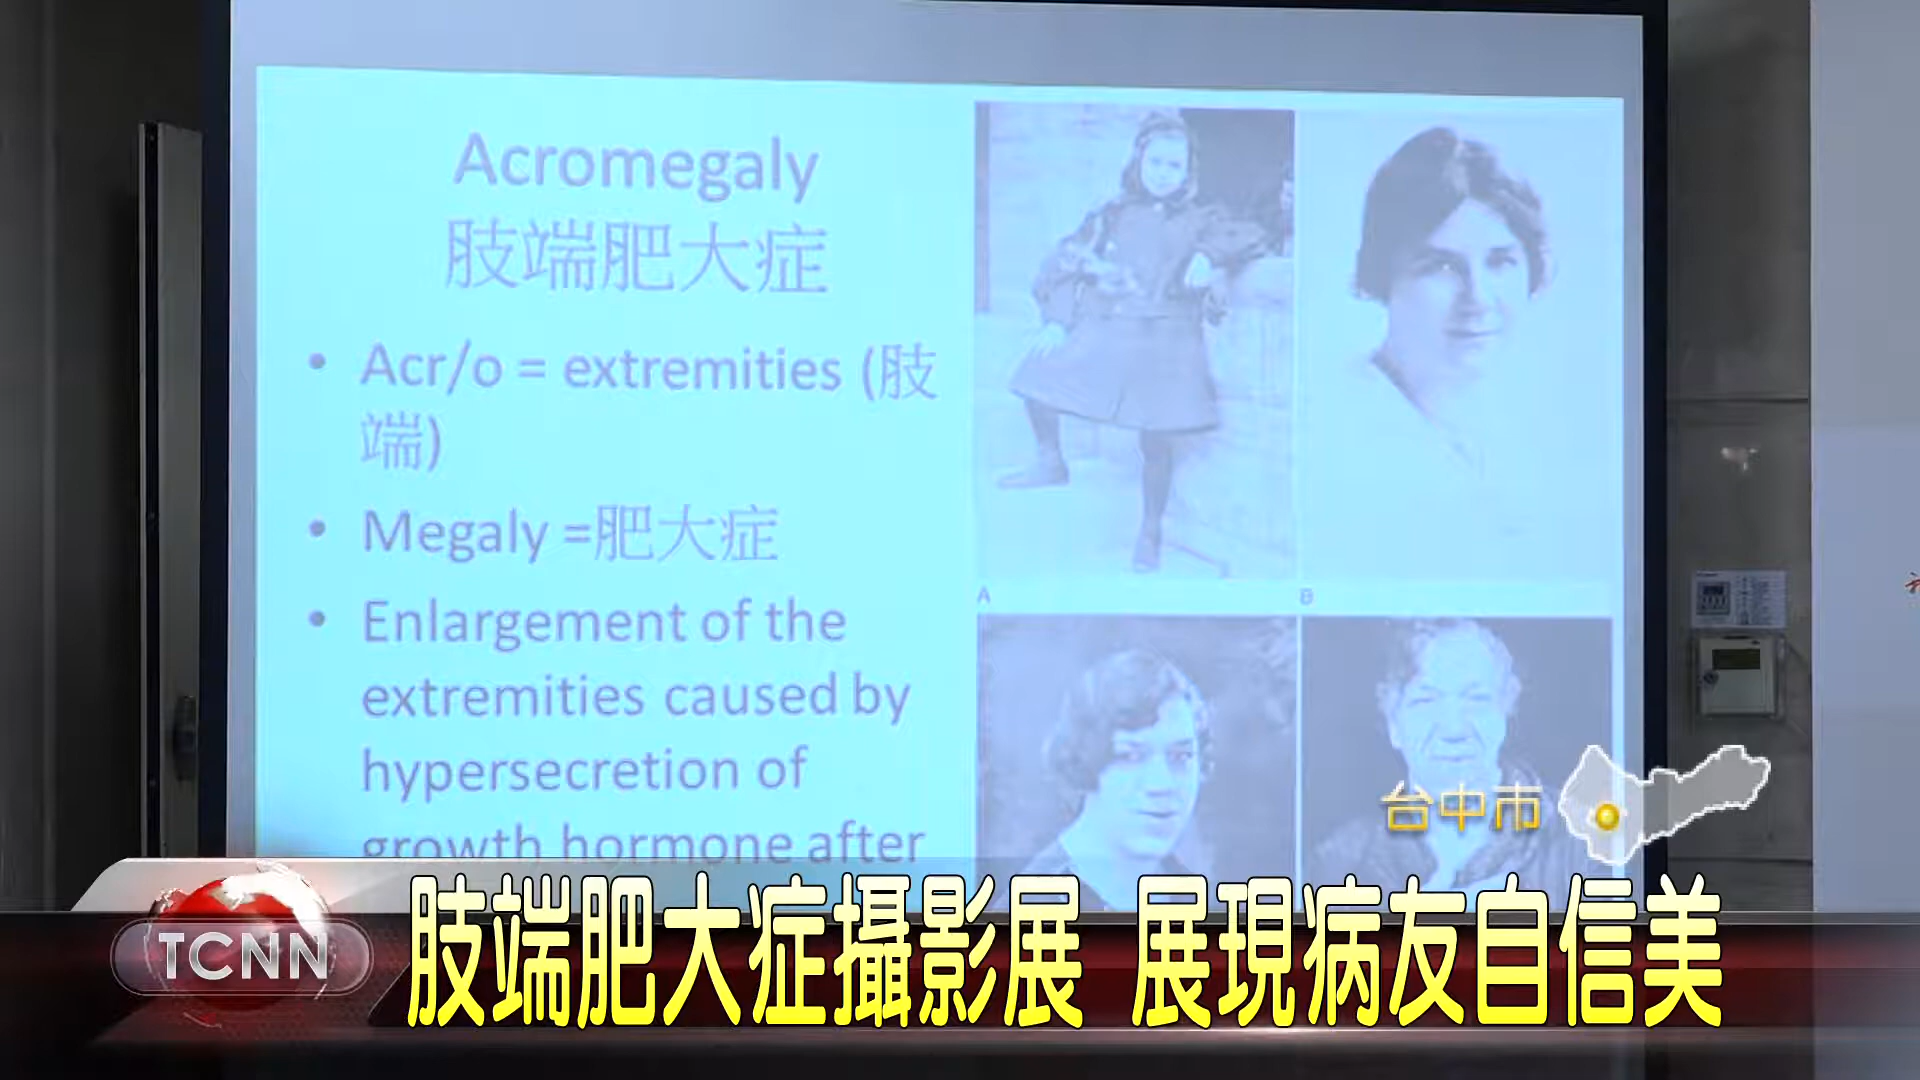 Acromegaly
肢端肥大症
• Acr/o = extremities (肢
端)
• Megaly =肥大症
• Enlargement of the
extremities caused by
hypersecretion of
growth hormone after
A
B
台中市
TCNN
肢端肥大症攝影展 展現病友自信美